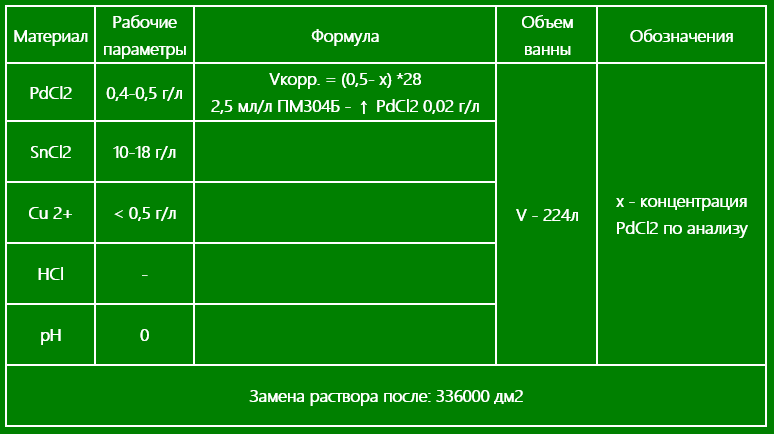 Материал
Рабочие
параметры
Формула
Объем
ванны
Обозначения
PdCl2
0,4-0,5 г/л
Vкорр. = (0,5- x) *28
2,5 мл/л ПМ304Б - ↑ PdCl2 0,02 г/л
SnCl2
10-18 г/л
Cu 2+
< 0,5 г/л
V - 224л
x - концентрация
PdCl2 по анализу
HCl
-
pH
0
Замена раствора после: 336000 дм2